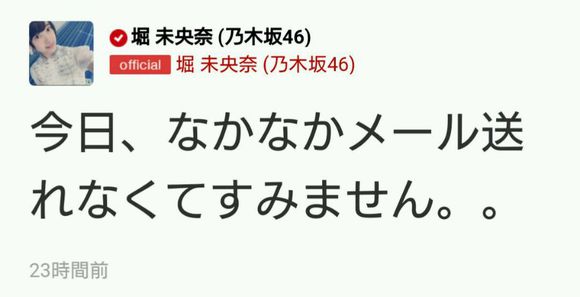 堀 未央奈 (乃木坂46)
official 堀 未央奈 (乃木坂46)
今日、なかなかメール送
れなくてすみません。。
23時間前